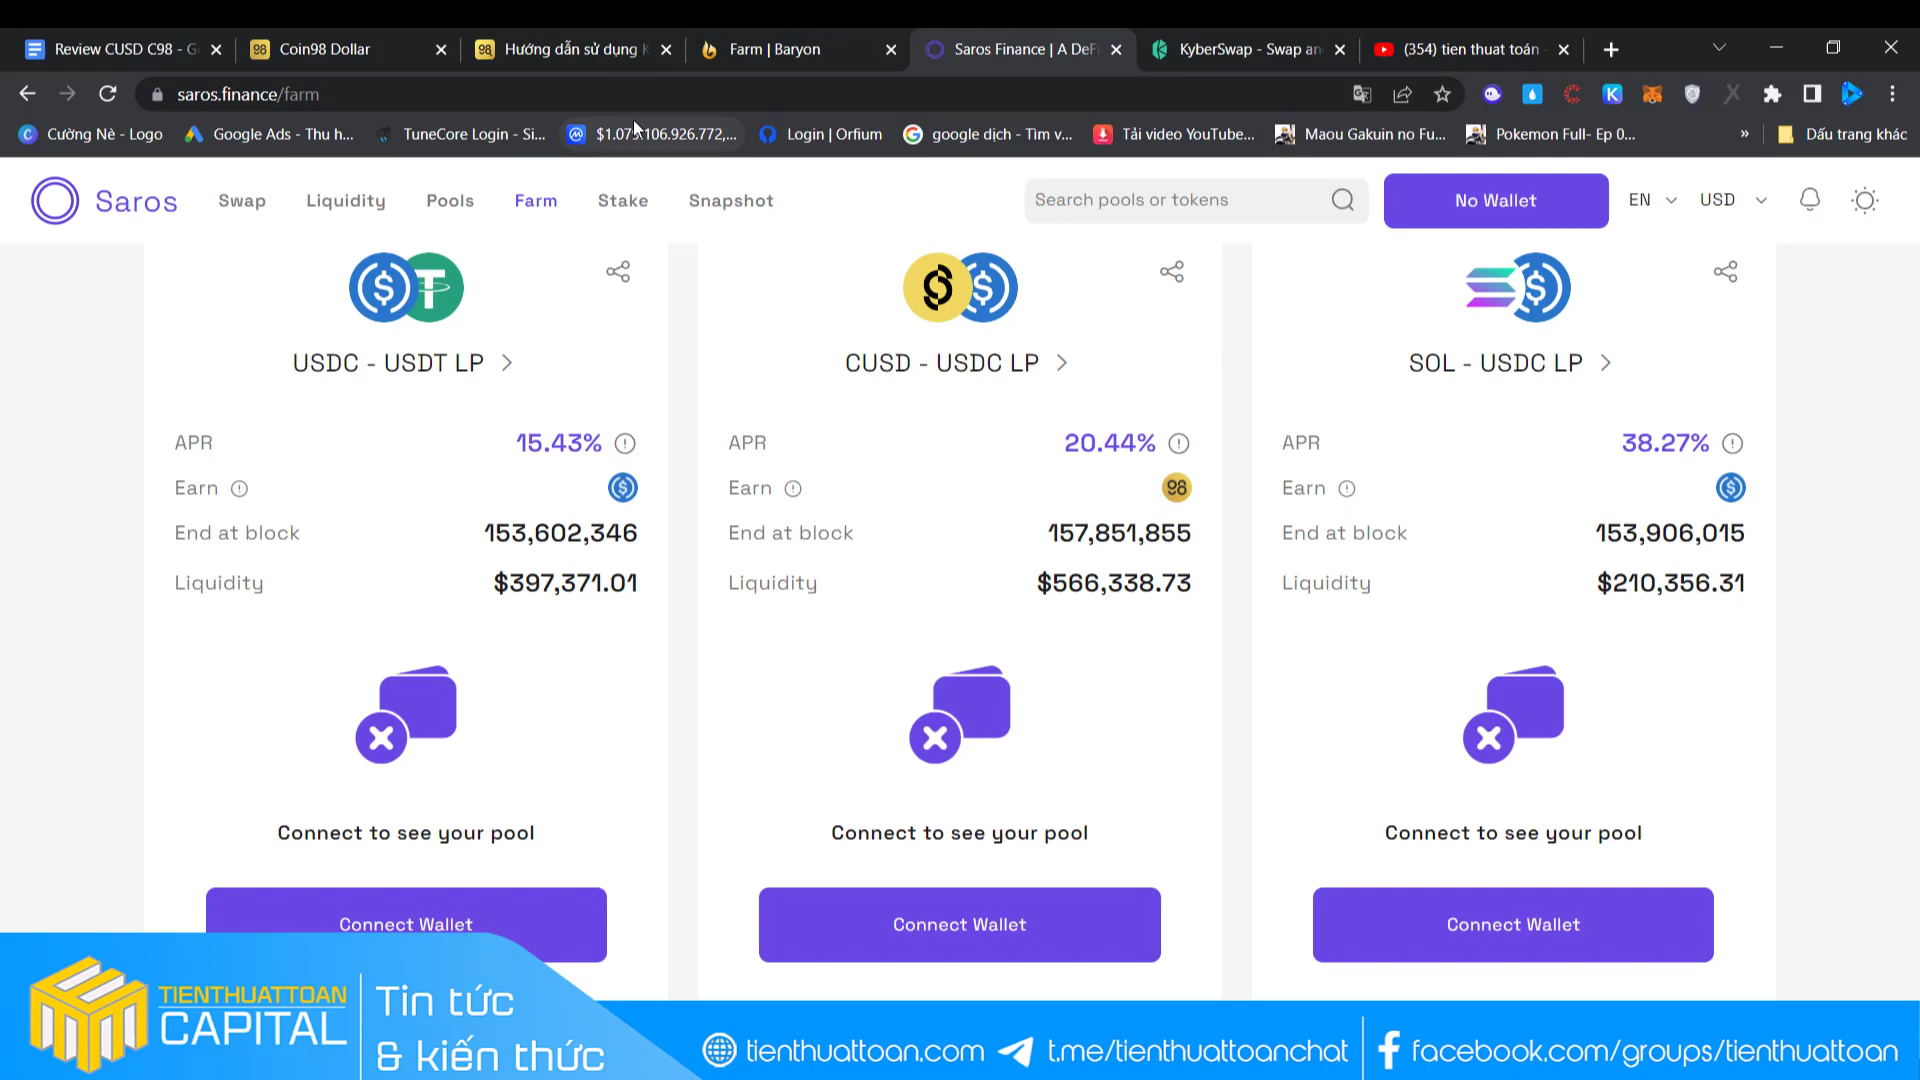 Review CUSD C98 - G
Coin98 Dollar
Hướng dẫn sử dụng K
Farm | Baryon
Saros Finance | A DeFi
KyberSwap - Swap an
(354) tien thuat toán -
saros.finance/farm
Cường Nè - Logo
Google Ads - Thu h...
TuneCore Login - Si...
$1.075.106.926.772,...
Login | Orfium
google dịch - Tìm v...
Tải video YouTube...
Maou Gakuin no Fu...
Pokemon Full- Ep 0...
»
Dấu trang khác
Saros
Swap
Liquidity
Pools
Farm
Stake
Snapshot
Search pools or tokens
No Wallet
EN
USD
USDC - USDT LP
APR 15.43%
Earn
End at block 153,602,346
Liquidity $397,371.01
Connect to see your pool
Connect Wallet
CUSD - USDC LP
APR 20.44%
Earn 98
End at block 157,851,855
Liquidity $566,338.73
Connect to see your pool
Connect Wallet
SOL - USDC LP
APR 38.27%
Earn
End at block 153,906,015
Liquidity $210,356.31
Connect to see your pool
Connect Wallet
TIENTHUATTOAN
CAPITAL
Tin tức
& kiến thức
tienthuattoan.com
t.me/tienthuattoanchat
facebook.com/groups/tienthuattoan